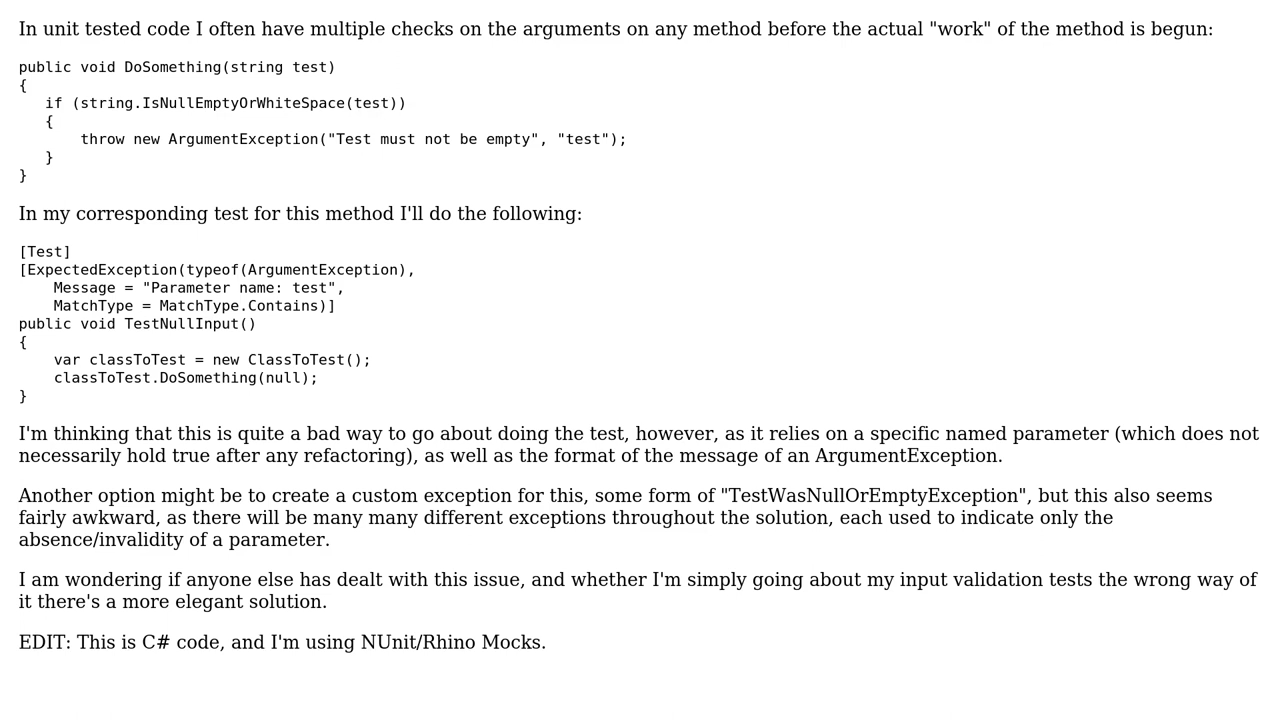 In unit tested code I often have multiple checks on the arguments on any method before the actual "work" of the method is begun:
public void DoSomething(string test)
{
   if (string.IsNullEmptyOrWhiteSpace(test))
   {
       throw new ArgumentException("Test must not be empty", "test");
   }
}
In my corresponding test for this method I'll do the following:
[Test]
[ExpectedException(typeof(ArgumentException),
    Message = "Parameter name: test",
    MatchType = MatchType.Contains)]
public void TestNullInput()
{
    var classToTest = new ClassToTest();
    classToTest.DoSomething(null);
}
I'm thinking that this is quite a bad way to go about doing the test, however, as it relies on a specific named parameter (which does not
necessarily hold true after any refactoring), as well as the format of the message of an ArgumentException.
Another option might be to create a custom exception for this, some form of "TestWasNullOrEmptyException", but this also seems
fairly awkward, as there will be many many different exceptions throughout the solution, each used to indicate only the
absence/invalidity of a parameter.
I am wondering if anyone else has dealt with this issue, and whether I'm simply going about my input validation tests the wrong way of
it there's a more elegant solution.
EDIT: This is C# code, and I'm using NUnit/Rhino Mocks.